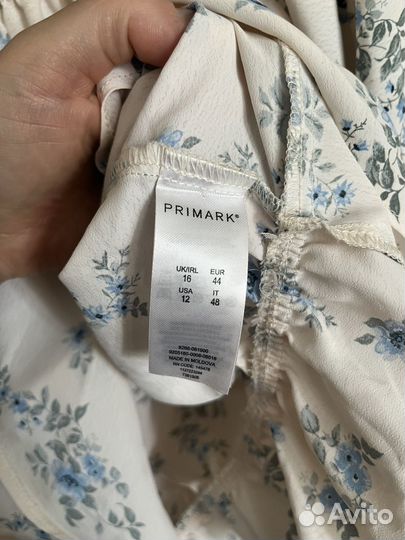 PRIMARK®
UK/IRL EUR
16 44
USA IT
12 48
MADE IN MOLDOVA
Avito